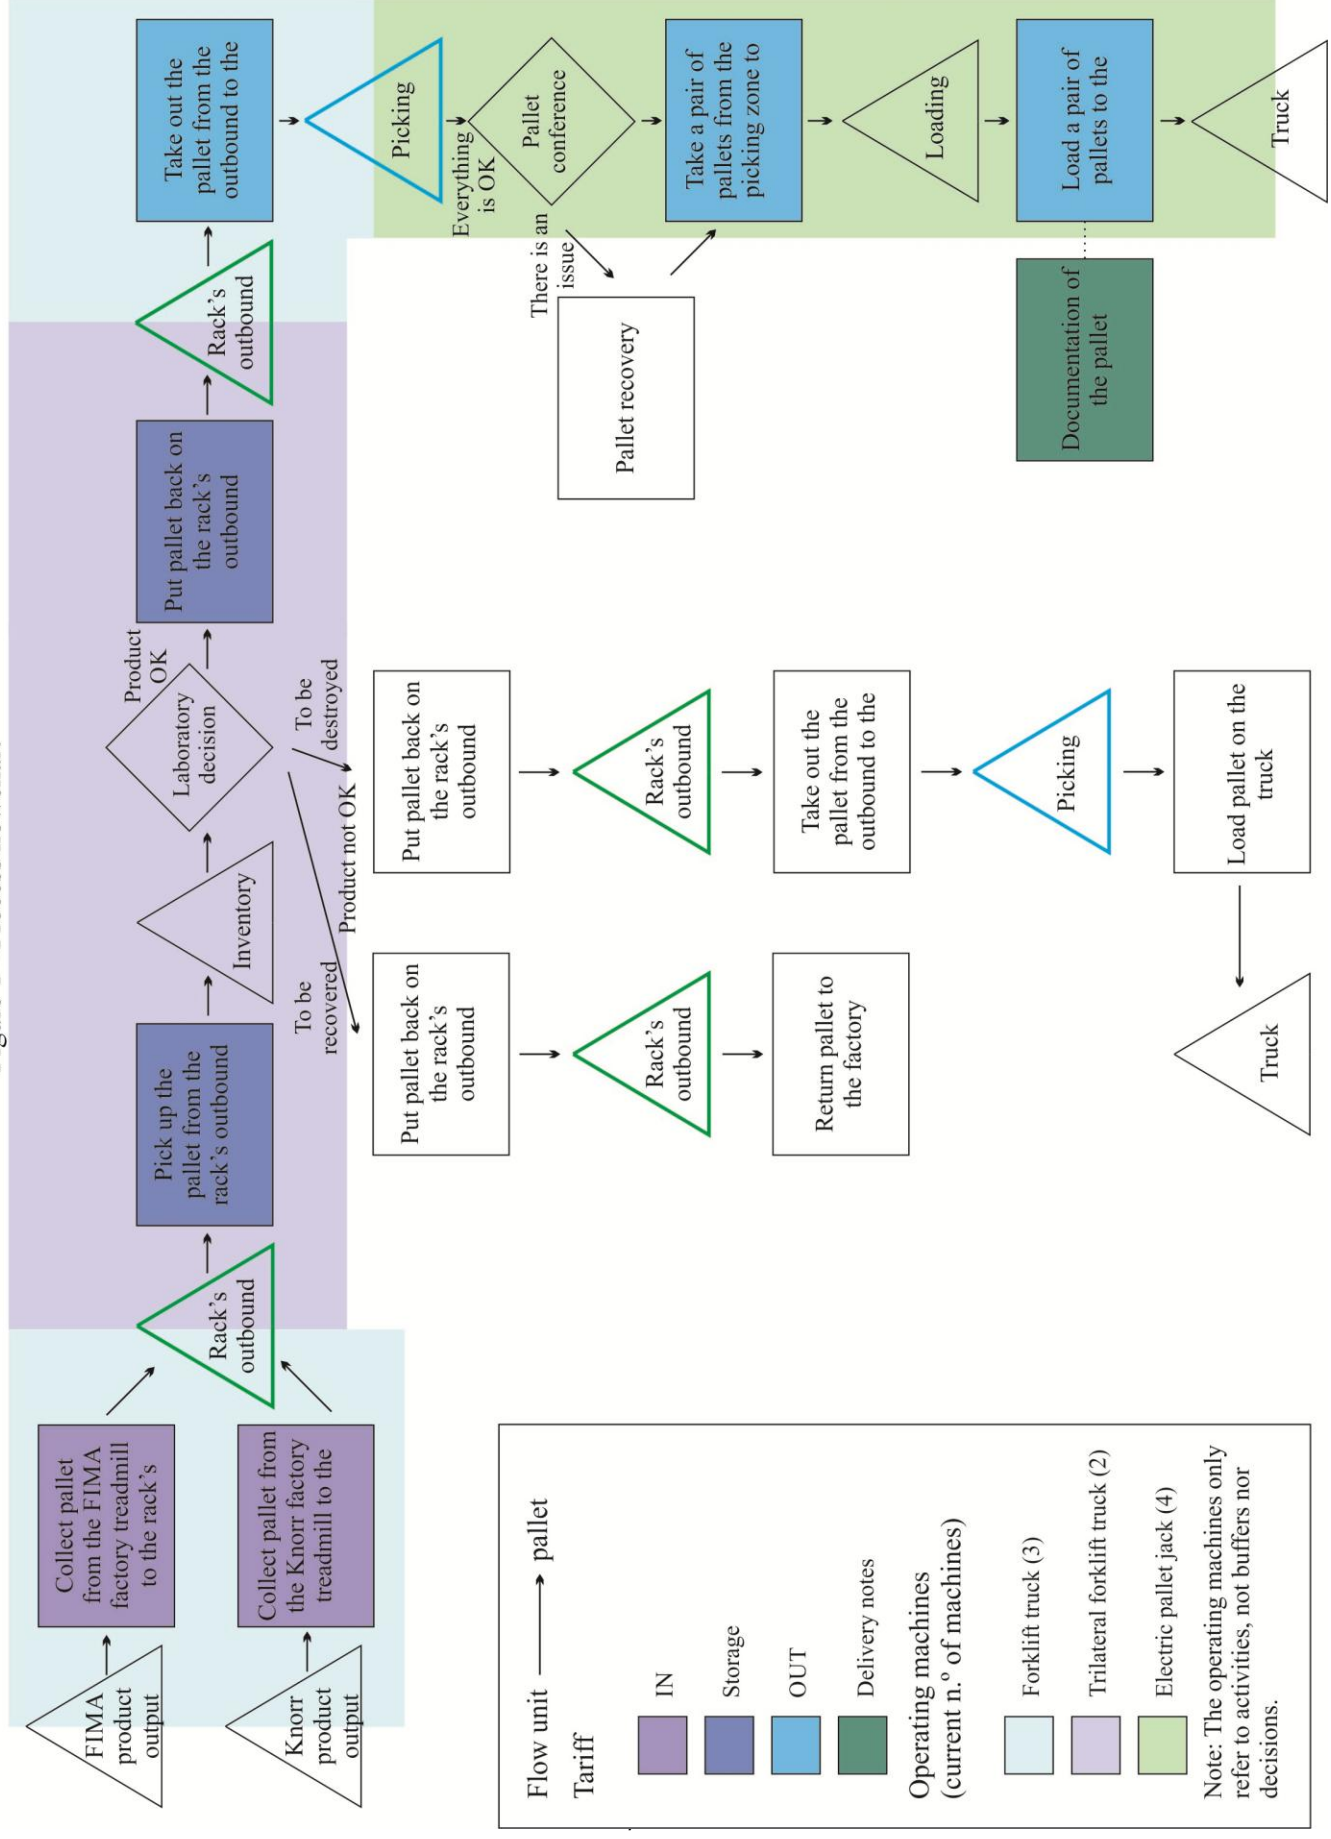 FIMA
product
output
Collect pallet
from the FIMA
factory treadmill
to the rack's
Knorr
product
output
Collect pallet from
the Knorr factory
treadmill to the
Rack's
outbound
Pick up the
pallet from the
rack's outbound
Inventory
Laboratory
decision
Product
OK
Put pallet back on
the rack's
outbound
Rack's
outbound
Take out the
pallet from the
outbound to the
Picking
Everything
is OK
Pallet
conference
There is an
issue
Pallet recovery
Take a pair of
pallets from the
picking zone to
Loading
Load a pair of
pallets to the
Documentation of
the pallet
Truck
To be
recovered
Product not OK
To be
destroyed
Put pallet back on
the rack's
outbound
Rack's
outbound
Return pallet to
the factory
Put pallet back on
the rack's
outbound
Rack's
outbound
Take out the
pallet from the
outbound to the
Picking
Load pallet on the
truck
Truck
Flow unit
pallet
Tariff
IN
Storage
OUT
Delivery notes
Operating machines
(current n.º of machines)
Forklift truck (3)
Trilateral forklift truck (2)
Electric pallet jack (4)
Note: The operating machines only
refer to activities, not buffers nor
decisions.